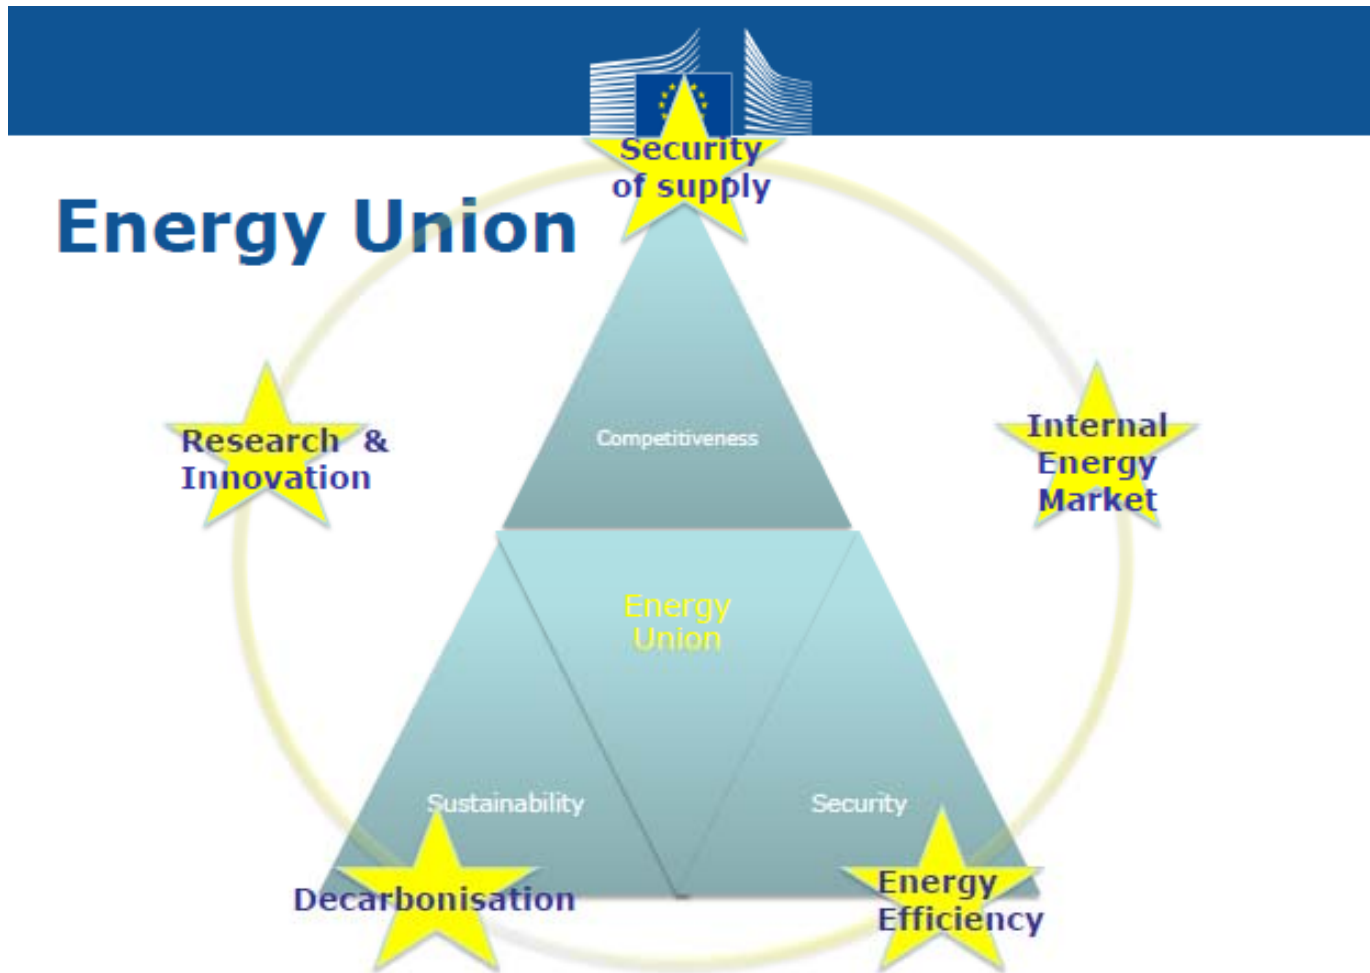 Security
of supply
Energy Union
Research &
Innovation
Internal
Energy
Market
Competitiveness
Energy
Union
Sustainability
Security
Decarbonisation
Energy
Efficiency